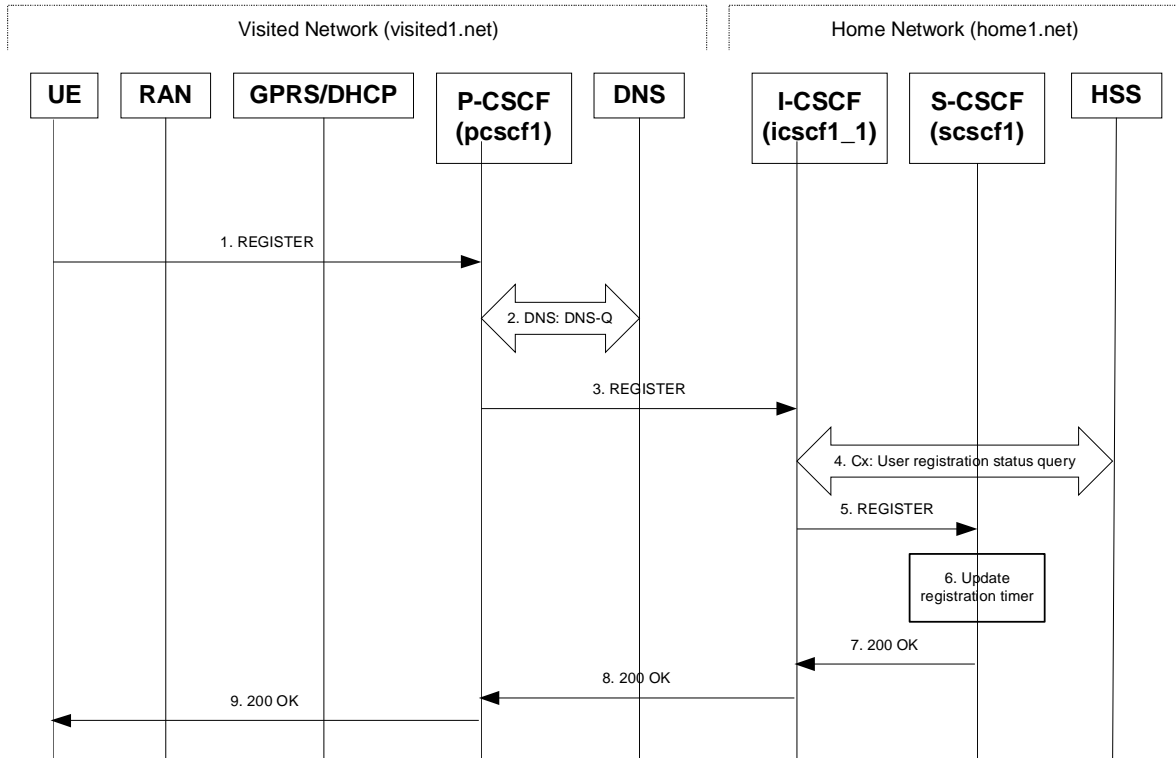 Visited Network (visited1.net)
Home Network (home1.net)
UE
RAN
GPRS/DHCP
P-CSCF
(pcscf1)
DNS
I-CSCF
(icscf1_1)
S-CSCF
(scscf1)
HSS
1. REGISTER
2. DNS: DNS-Q
3. REGISTER
4. Cx: User registration status query
5. REGISTER
6. Update
registration timer
7. 200 OK
8. 200 OK
9. 200 OK